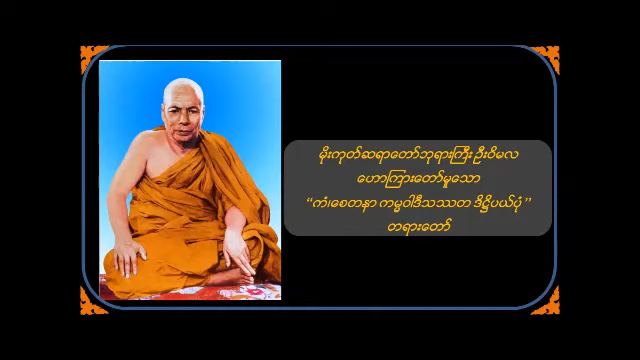 မိုးကုတ်ဆရာတော်ဘုရားကြီး ဦးဝိမလ
ဟောကြားတော်မူသော
“ကံ၊စေတနာ ကမ္မဝါဒီသဿတ ဒိဋ္ဌိပယ်ပုံ ”
တရားတော်